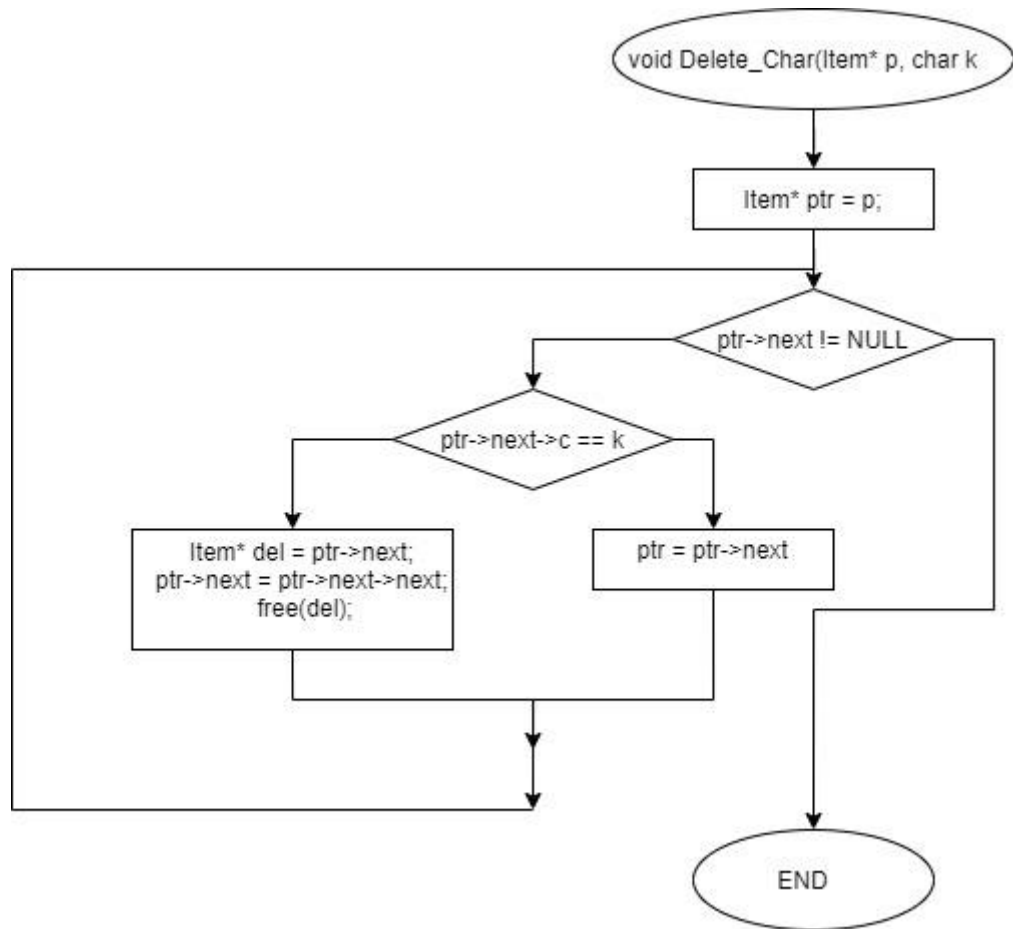 void Delete_Char(Item* p, char k
Item* ptr = p;
ptr->next != NULL
ptr->next->c == k
Item* del = ptr->next;
ptr->next = ptr->next->next;
free(del);
ptr = ptr->next
END